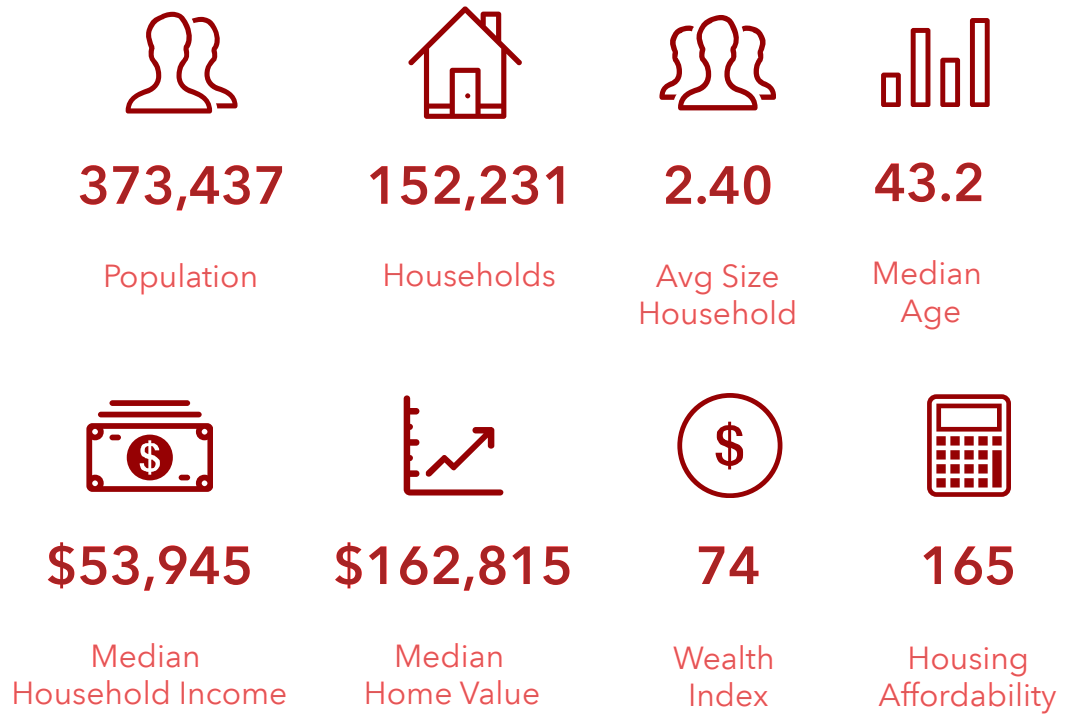 373,437
Population
152,231
Households
2.40
Avg Size
Household
43.2
Median
Age
$
$53,945
Median
Household Income
$162,815
Median
Home Value
$
74
Wealth
Index
165
Housing
Affordability